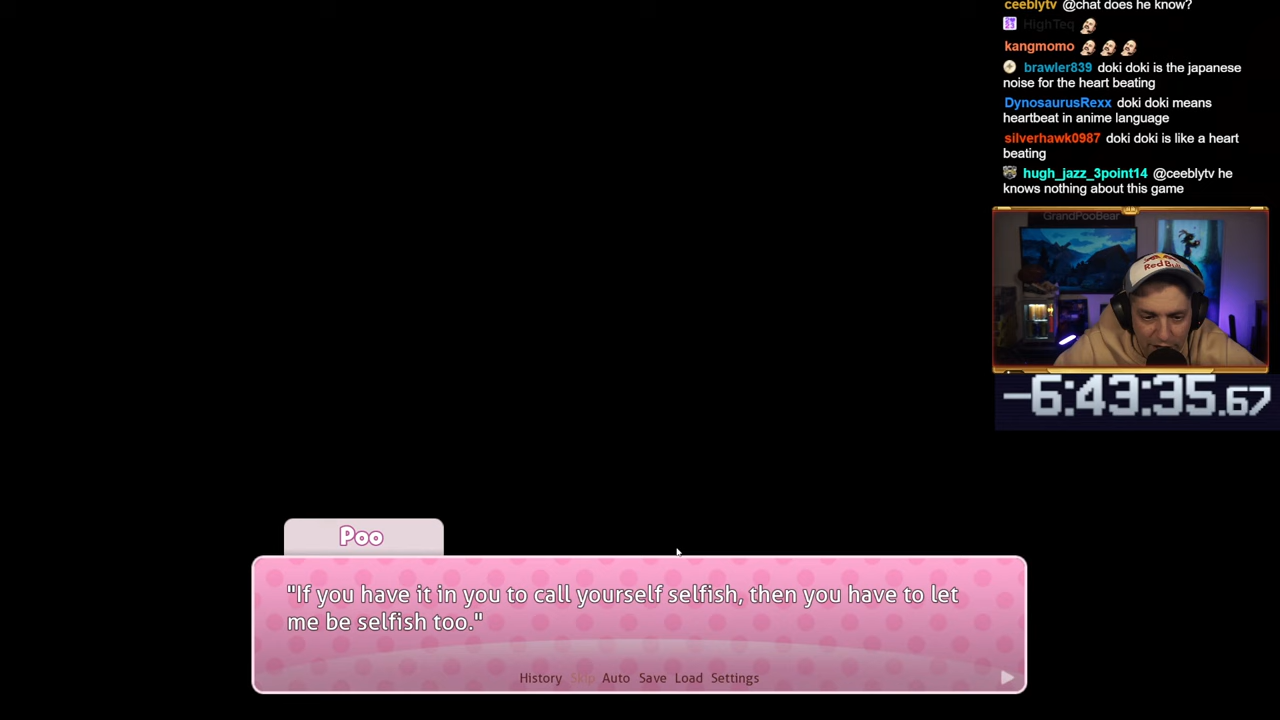 ceeblytv @chat does he know?
HighTeq
kangmomo
brawler839 doki doki is the japanese
noise for the heart beating
DynosaurusRexx doki doki means
heartbeat in anime language
silverhawk0987 doki doki is like a heart
beating
hugh_jazz_3point14 @ceeblytv he
knows nothing about this game
GrandPooBear
Red Bull
-6:43:35.67
Poo
"If you have it in you to call yourself selfish, then you have to let
me be selfish too."
History Skip Auto Save Load Settings